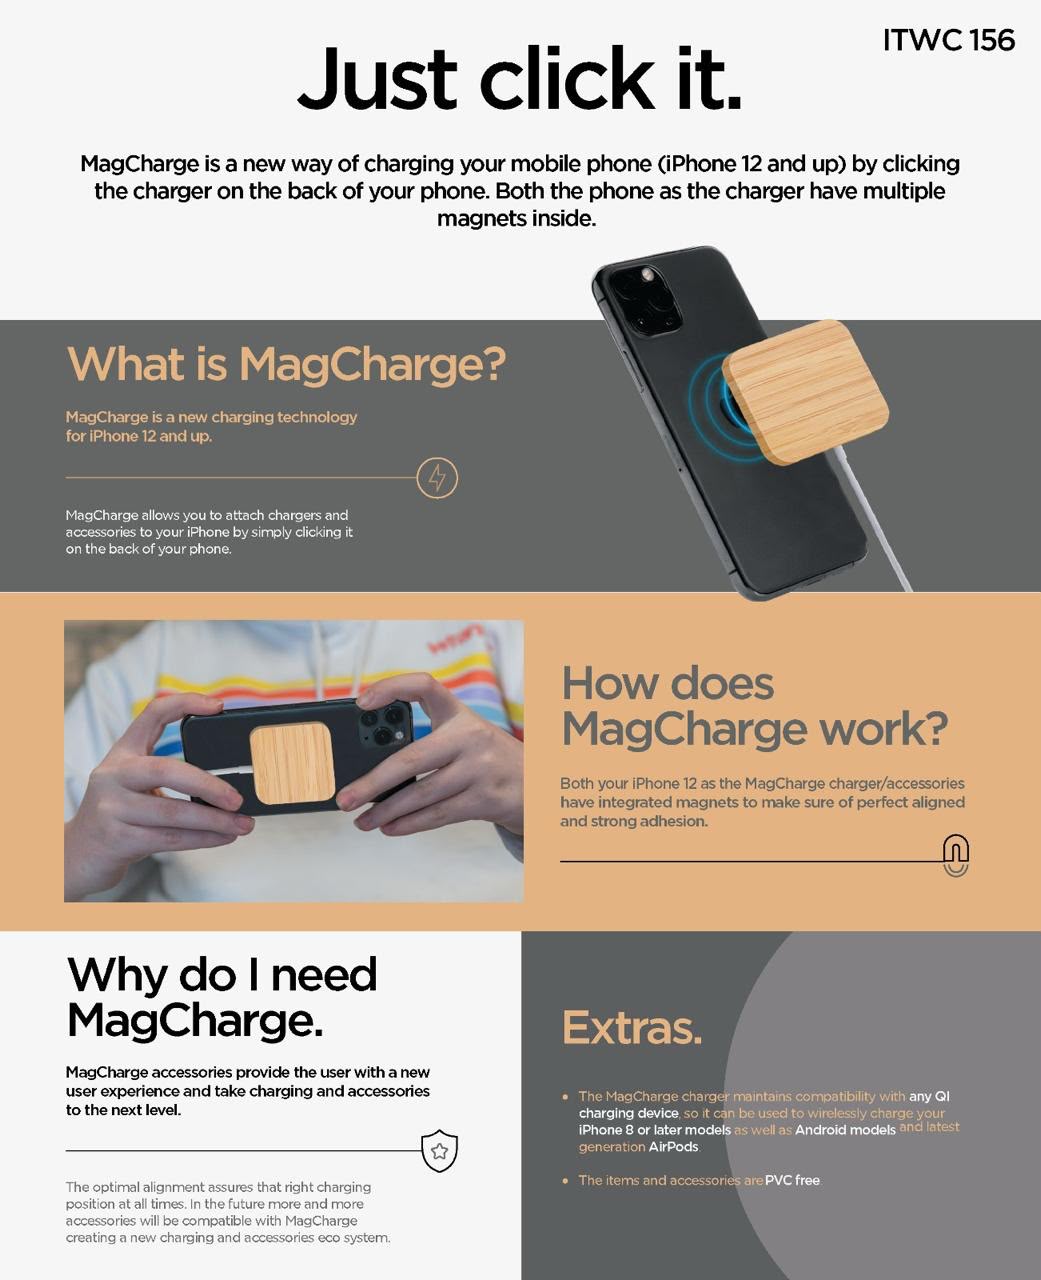 ITWC 156
Just click it.
MagCharge is a new way of charging your mobile phone (iPhone 12 and up) by clicking
the charger on the back of your phone. Both the phone as the charger have multiple
magnets inside.
What is MagCharge?
MagCharge is a new charging technology
for iPhone 12 and up.
MagCharge allows you to attach chargers and
accessories to your iPhone by simply clicking it
on the back of your phone.
How does
MagCharge work?
Both your iPhone 12 as the MagCharge charger/accessories
have integrated magnets to make sure of perfect aligned
and strong adhesion.
Why do I need
MagCharge.
MagCharge accessories provide the user with a new
user experience and take charging and accessories
to the next level.
The optimal alignment assures that right charging
position at all times. In the future more and more
accessories will be compatible with MagCharge
creating a new charging and accessories eco system.
Extras.
• The MagCharge charger maintains compatibility with any QI
charging device, so it can be used to wirelessly charge your
iPhone 8 or later models as well as Android models and latest
generation AirPods.
• The items and accessories are PVC free.